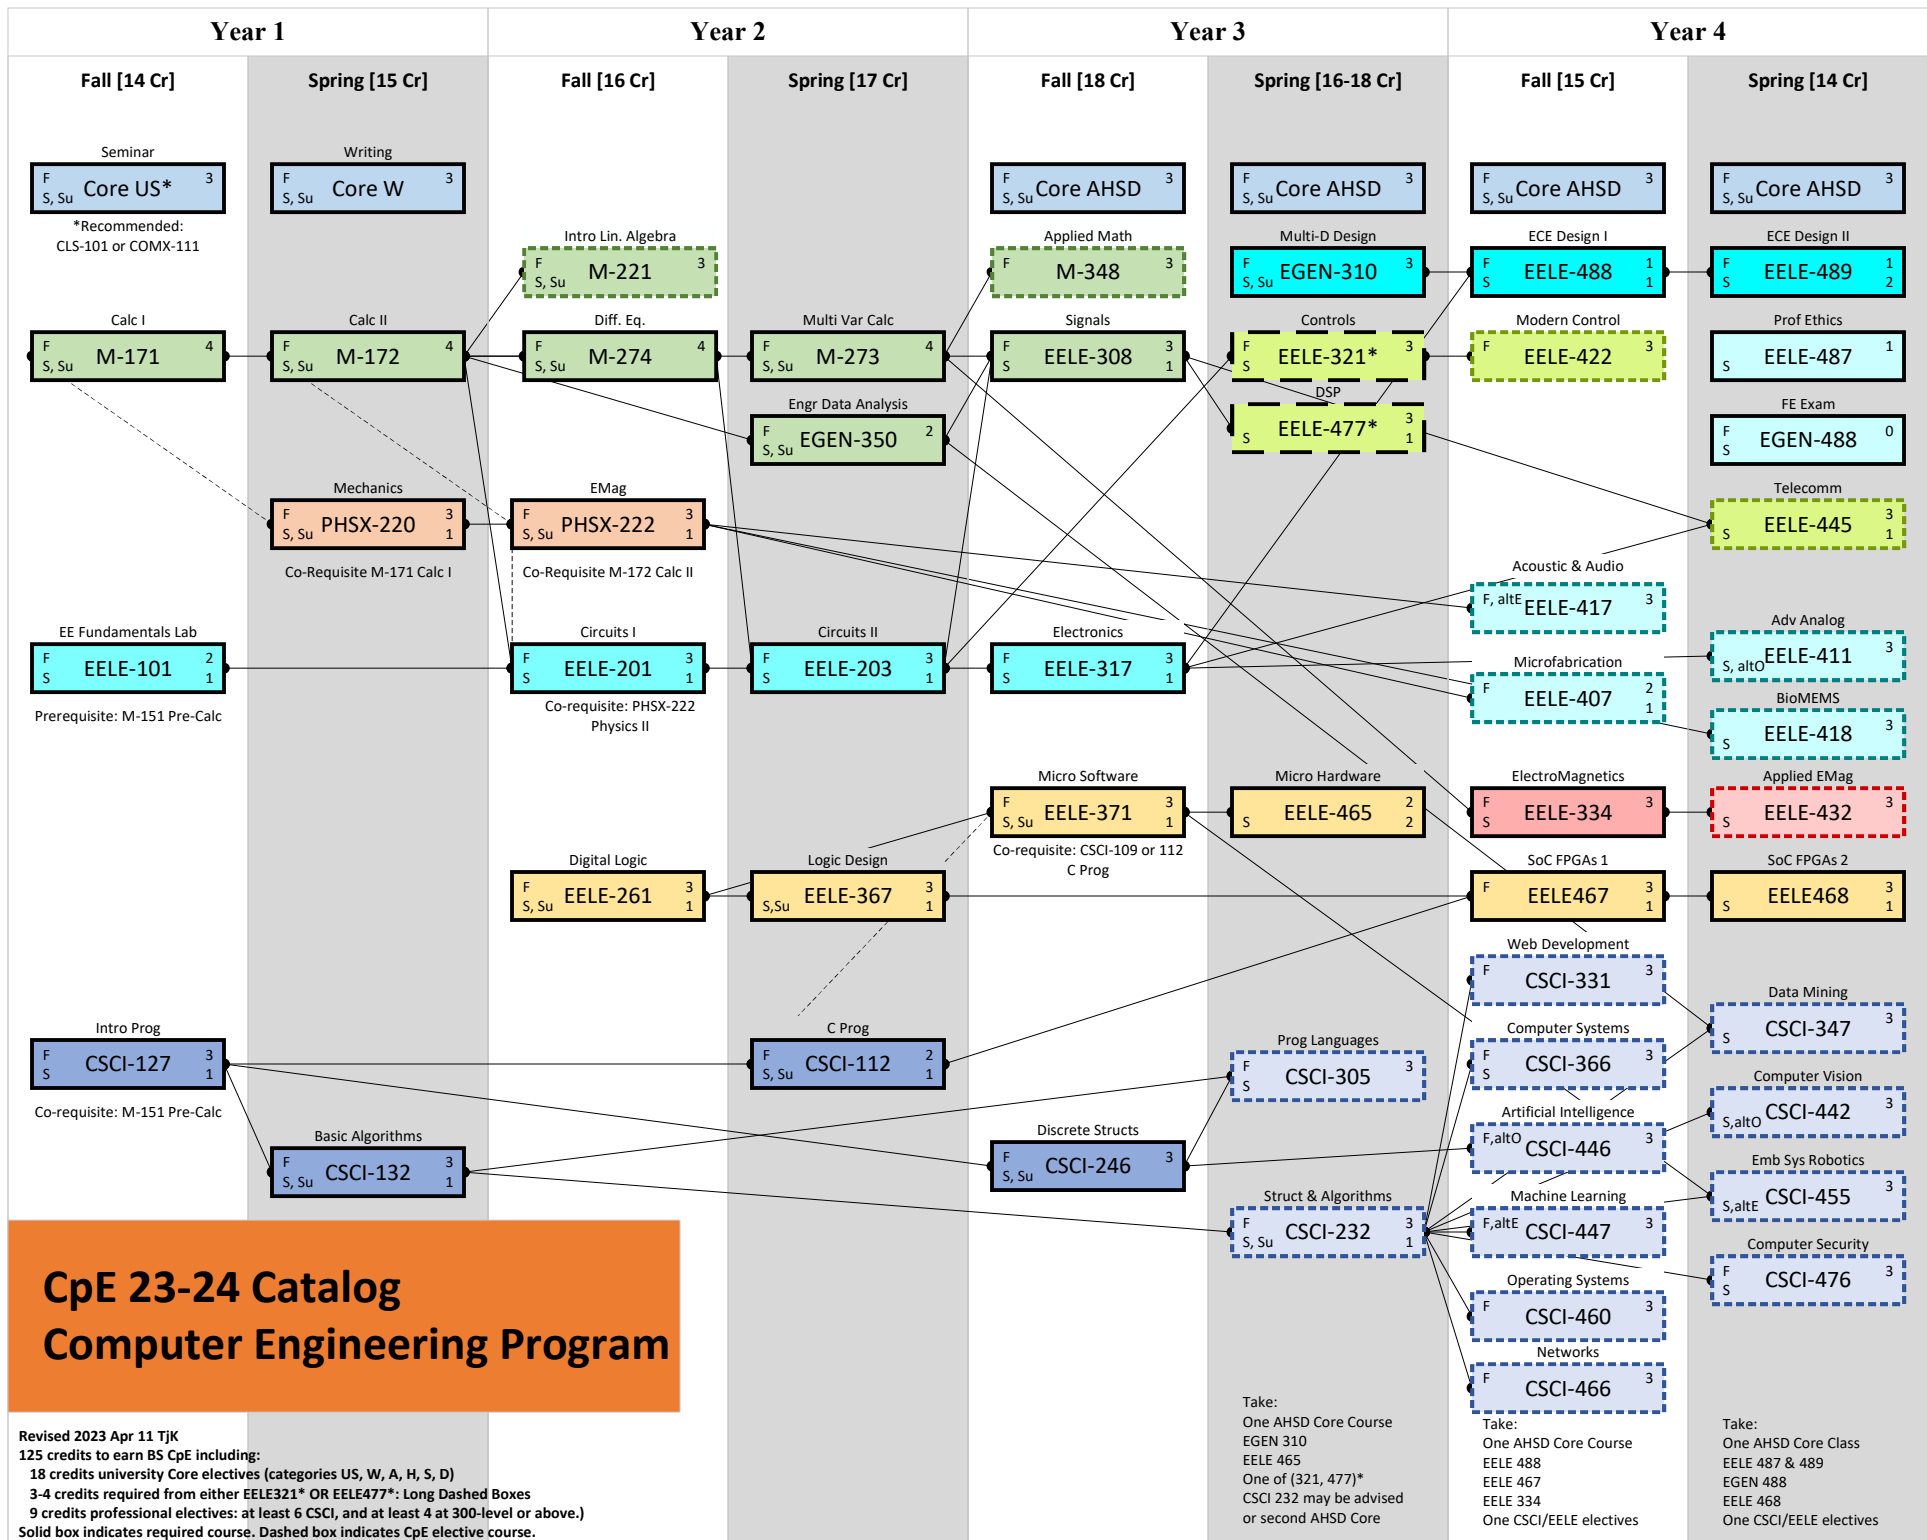 Year 1
Year 2
Year 3
Year 4
Fall [14 Cr]
Spring [15 Cr]
Fall [16 Cr]
Spring [17 Cr]
Fall [18 Cr]
Spring [16-18 Cr]
Fall [15 Cr]
Spring [14 Cr]
Seminar
F
S, Su
Core US*
3
*Recommended:
CLS-101 or COMX-111
Calc I
F
S, Su
M-171
4
EE Fundamentals Lab
F
S
EELE-101
2
1
Prerequisite: M-151 Pre-Calc
Intro Prog
F
S
CSCI-127
3
1
Co-requisite: M-151 Pre-Calc
Writing
F
S, Su
Core W
3
Calc II
F
S, Su
M-172
4
Mechanics
F
S, Su
PHSX-220
3
1
Co-Requisite M-171 Calc I
Basic Algorithms
F
S, Su
CSCI-132
3
1
Intro Lin. Algebra
F
S, Su
M-221
3
Diff. Eq.
F
S, Su
M-274
4
EMag
F
S, Su
PHSX-222
3
1
Co-Requisite M-172 Calc II
Circuits I
F
S
EELE-201
3
1
Co-requisite: PHSX-222
Physics II
Digital Logic
F
S, Su
EELE-261
3
1
Multi Var Calc
F
S, Su
M-273
4
Engr Data Analysis
F
S, Su
EGEN-350
2
Circuits II
F
S
EELE-203
3
1
Logic Design
F
S,Su
EELE-367
3
1
C Prog
F
S, Su
CSCI-112
2
1
F
S, Su
Core AHSD
3
Applied Math
F
M-348
3
Signals
F
S
EELE-308
3
1
Electronics
F
S
EELE-317
3
1
Micro Software
F
S, Su
EELE-371
3
1
Co-requisite: CSCI-109 or 112
C Prog
Discrete Structs
F
S, Su
CSCI-246
3
F
S, Su
Core AHSD
3
Multi-D Design
F
S, Su
EGEN-310
3
Controls
F
S
EELE-321*
3
DSP
S
EELE-477*
3
1
Micro Hardware
S
EELE-465
2
2
Prog Languages
F
S
CSCI-305
3
Struct & Algorithms
F
S, Su
CSCI-232
3
1
Take:
One AHSD Core Course
EGEN 310
EELE 465
One of (321, 477)*
CSCI 232 may be advised
or second AHSD Core
F
S, Su
Core AHSD
3
ECE Design I
F
S
EELE-488
1
1
Modern Control
F
EELE-422
3
Acoustic & Audio
F, altE
EELE-417
3
Microfabrication
F
EELE-407
2
1
ElectroMagnetics
F
S
EELE-334
3
SoC FPGAs 1
F
EELE467
3
1
Web Development
F
CSCI-331
3
Computer Systems
F
S
CSCI-366
3
Artificial Intelligence
F,altO
CSCI-446
3
Machine Learning
F,altE
CSCI-447
3
Operating Systems
F
CSCI-460
3
Networks
F
CSCI-466
3
Take:
One AHSD Core Course
EELE 488
EELE 467
EELE 334
One CSCI/EELE electives
F
S, Su
Core AHSD
3
ECE Design II
F
S
EELE-489
1
2
Prof Ethics
S
EELE-487
1
FE Exam
F
S
EGEN-488
0
Telecomm
S
EELE-445
3
1
Adv Analog
S, altO
EELE-411
3
BioMEMS
S
EELE-418
3
Applied EMag
S
EELE-432
3
SoC FPGAs 2
S
EELE468
3
1
Data Mining
S
CSCI-347
3
Computer Vision
S,altO
CSCI-442
3
Emb Sys Robotics
S,altE
CSCI-455
3
Computer Security
F
S
CSCI-476
3
Take:
One AHSD Core Class
EELE 487 & 489
EGEN 488
EELE 468
One CSCI/EELE electives
CpE 23-24 Catalog
Computer Engineering Program
Revised 2023 Apr 11 TjK
125 credits to earn BS CpE including:
18 credits university Core electives (categories US, W, A, H, S, D)
3-4 credits required from either EELE321* OR EELE477*: Long Dashed Boxes
9 credits professional electives: at least 6 CSCI, and at least 4 at 300-level or above.)
Solid box indicates required course. Dashed box indicates CpE elective course.